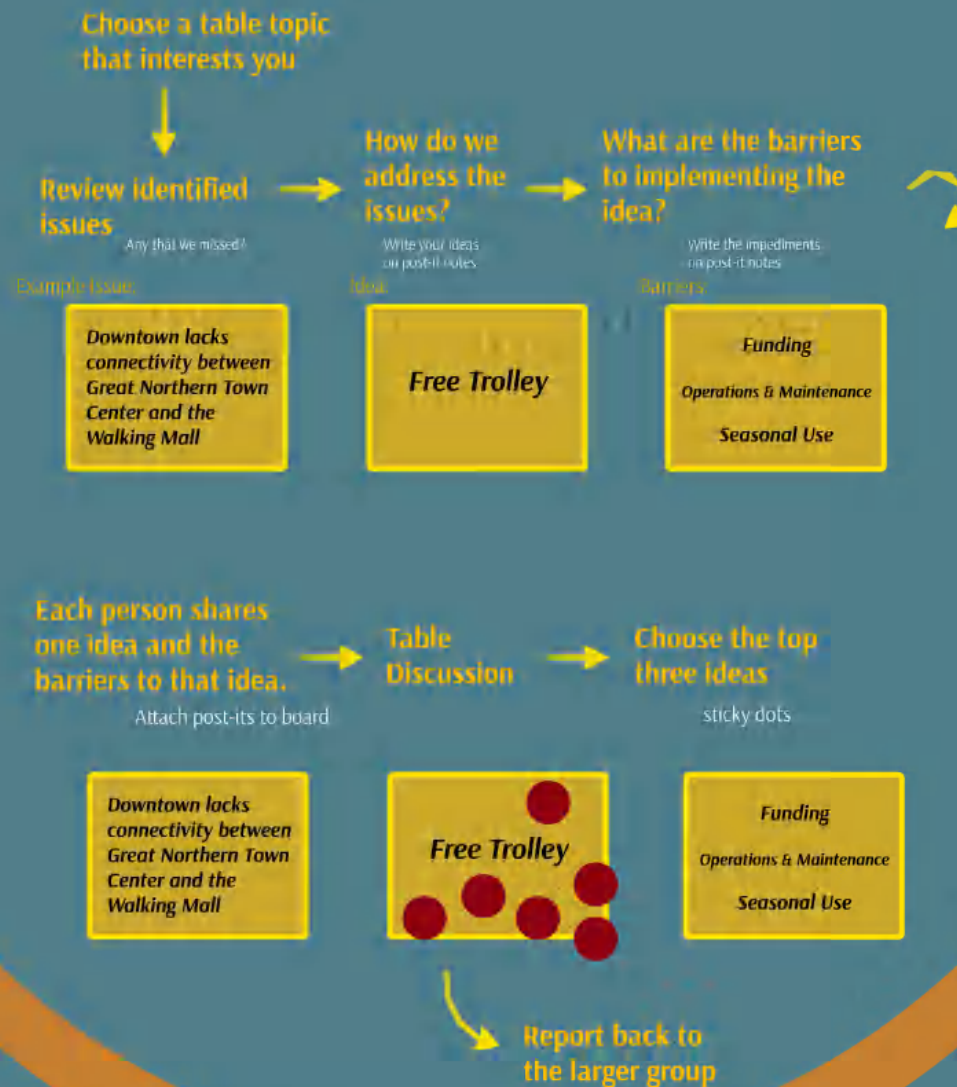 Choose a table topic
that interests you
Review identified
issues
Any that we missed?
How do we
address the
issues?
Write your ideas
on post-it notes
What are the barriers
to implementing the
idea?
Write the impediments
on post-it notes
Example Issue:
Idea:
Barriers:
Downtown lacks
connectivity between
Great Northern Town
Center and the
Walking Mall
Free Trolley
Funding
Operations & Maintenance
Seasonal Use
Each person shares
one idea and the
barriers to that idea.
Attach post-its to board
Table
Discussion
Choose the top
three ideas
sticky dots
Downtown lacks
connectivity between
Great Northern Town
Center and the
Walking Mall
Free Trolley
Funding
Operations & Maintenance
Seasonal Use
Report back to
the larger group